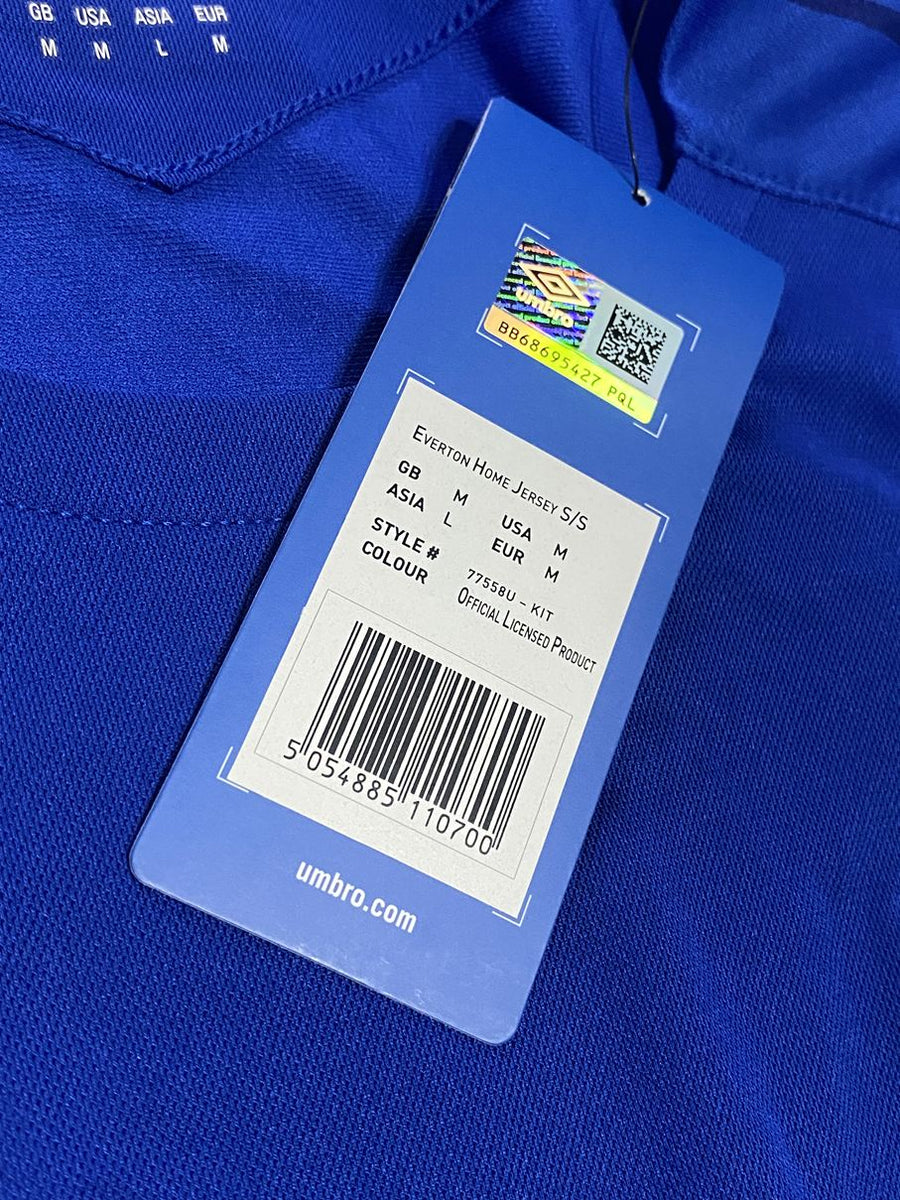 GB USA ASIA EUR
M M L M
umbro
BB68695427 PQL
EVERTON HOME JERSEY S/S
GB M USA M
ASIA L EUR M
STYLE # 77558U - KIT
COLOUR OFFICIAL LICENSED PRODUCT
5 054885 110700
umbro.com